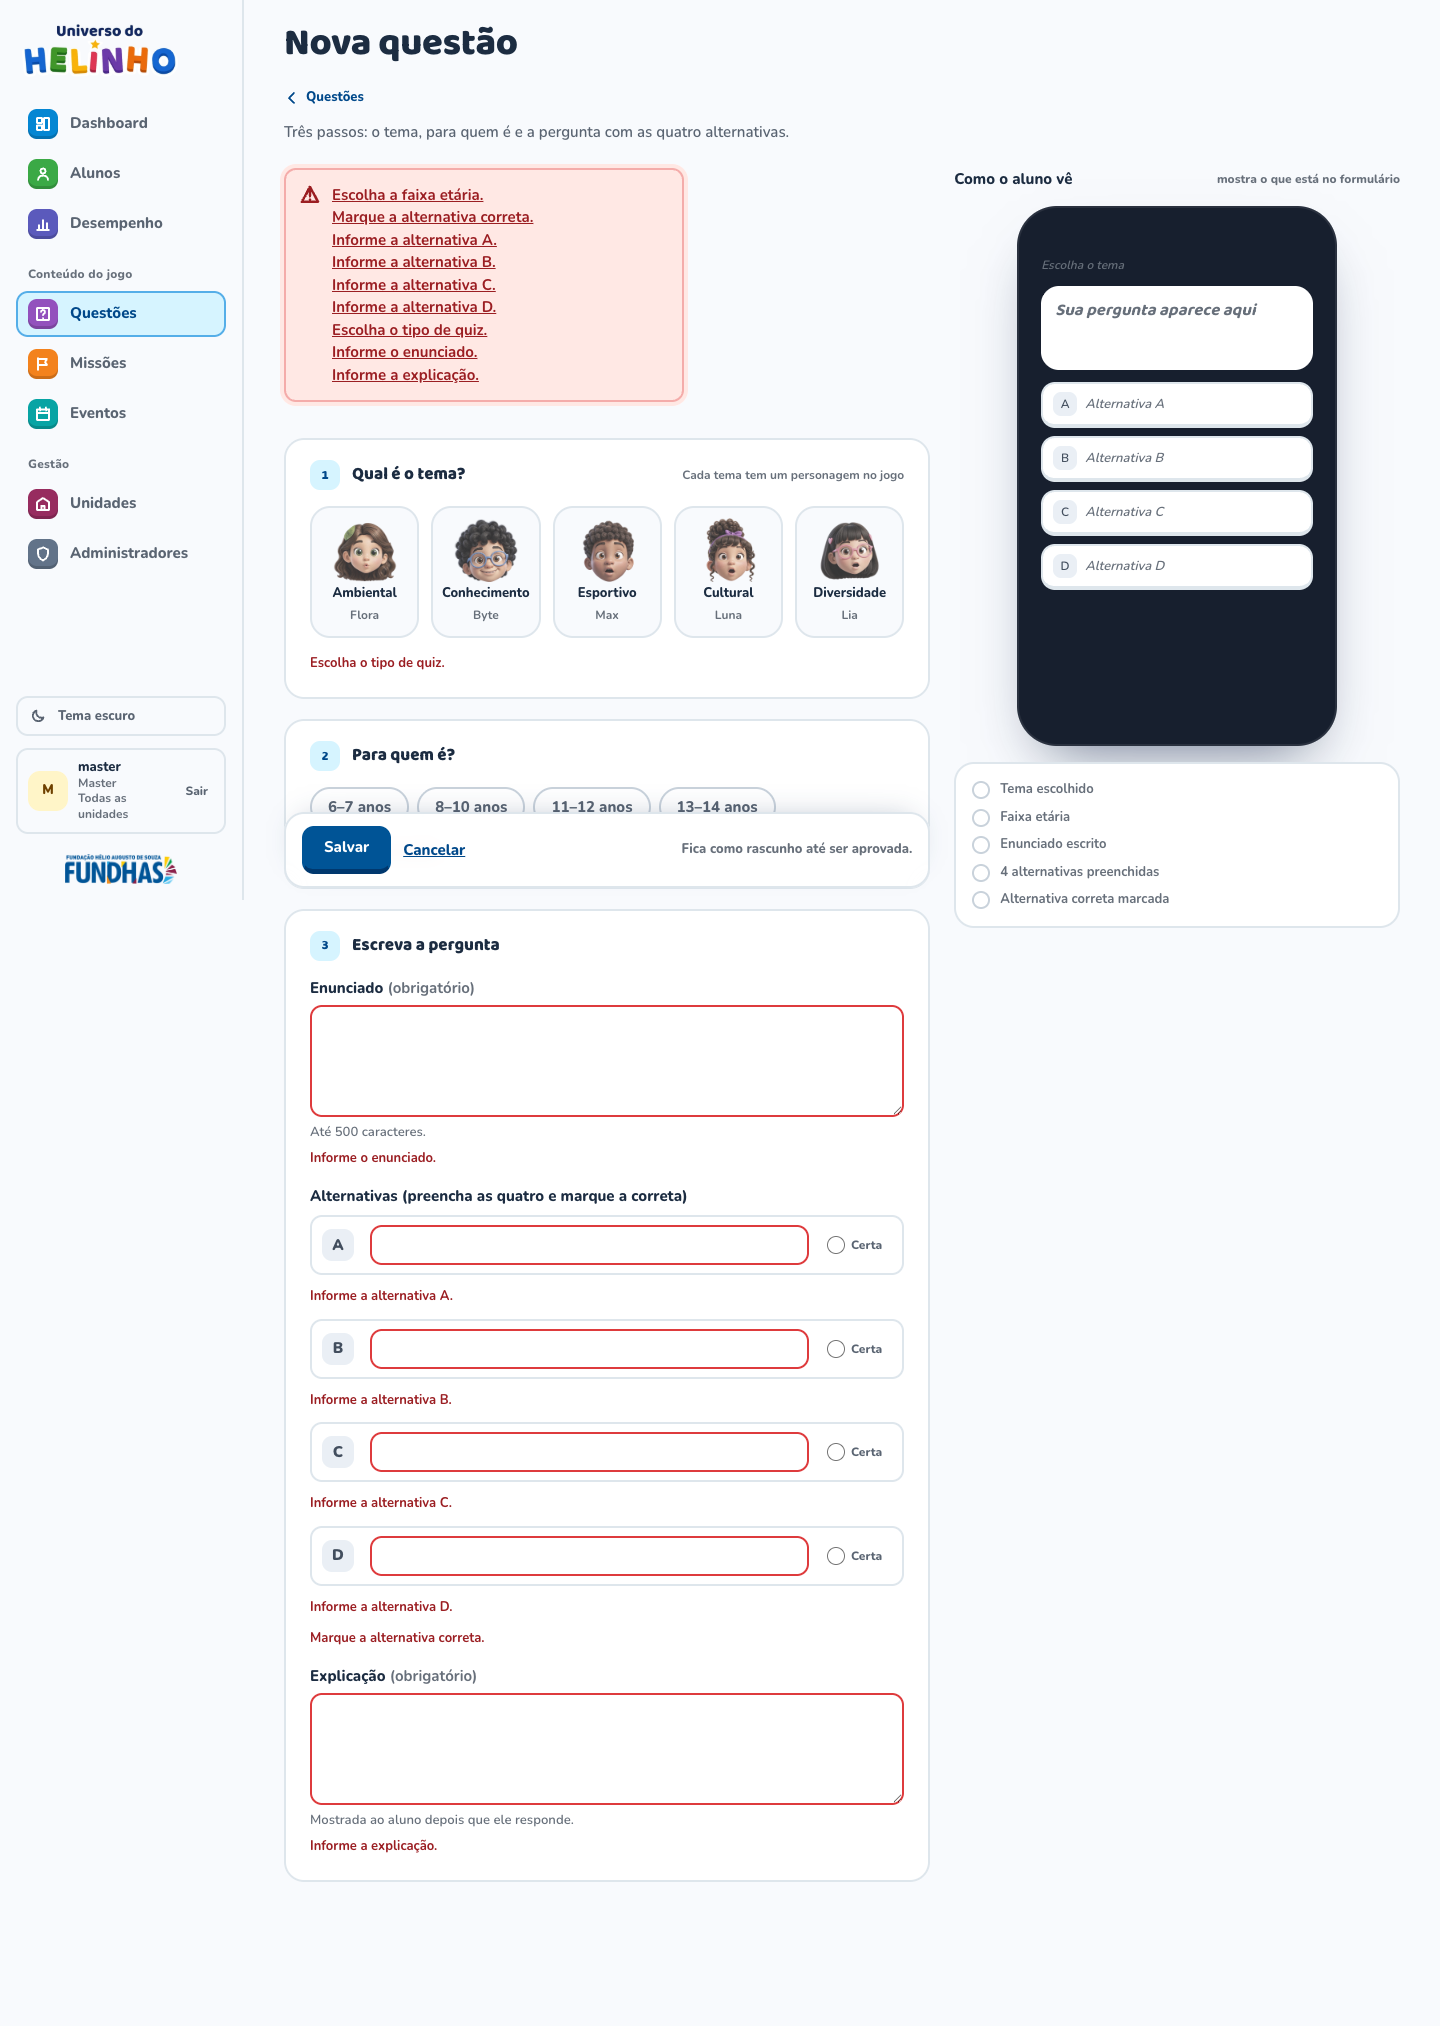 Universo do
HELINHO
Dashboard
Alunos
Desempenho
Conteúdo do jogo
Questões
Missões
Eventos
Gestão
Unidades
Administradores
Tema escuro
M
master
Master
Todas as
unidades
Sair
FUNDAÇÃO HÉLIO AUGUSTO DE SOUZA
FUNDHAS
Nova questão
Questões
Três passos: o tema, para quem é e a pergunta com as quatro alternativas.
Escolha a faixa etária.
Marque a alternativa correta.
Informe a alternativa A.
Informe a alternativa B.
Informe a alternativa C.
Informe a alternativa D.
Escolha o tipo de quiz.
Informe o enunciado.
Informe a explicação.
1 Qual é o tema? Cada tema tem um personagem no jogo
Ambiental Conhecimento Esportivo Cultural Diversidade
Flora Byte Max Luna Lia
Escolha o tipo de quiz.
2 Para quem é?
6–7 anos 8–10 anos 11–12 anos 13–14 anos
Salvar Cancelar Fica como rascunho até ser aprovada.
3 Escreva a pergunta
Enunciado (obrigatório)
Até 500 caracteres.
Informe o enunciado.
Alternativas (preencha as quatro e marque a correta)
A Certa
Informe a alternativa A.
B Certa
Informe a alternativa B.
C Certa
Informe a alternativa C.
D Certa
Informe a alternativa D.
Marque a alternativa correta.
Explicação (obrigatório)
Mostrada ao aluno depois que ele responde.
Informe a explicação.
Como o aluno vê mostra o que está no formulário
Escolha o tema
Sua pergunta aparece aqui
A Alternativa A
B Alternativa B
C Alternativa C
D Alternativa D
Tema escolhido
Faixa etária
Enunciado escrito
4 alternativas preenchidas
Alternativa correta marcada